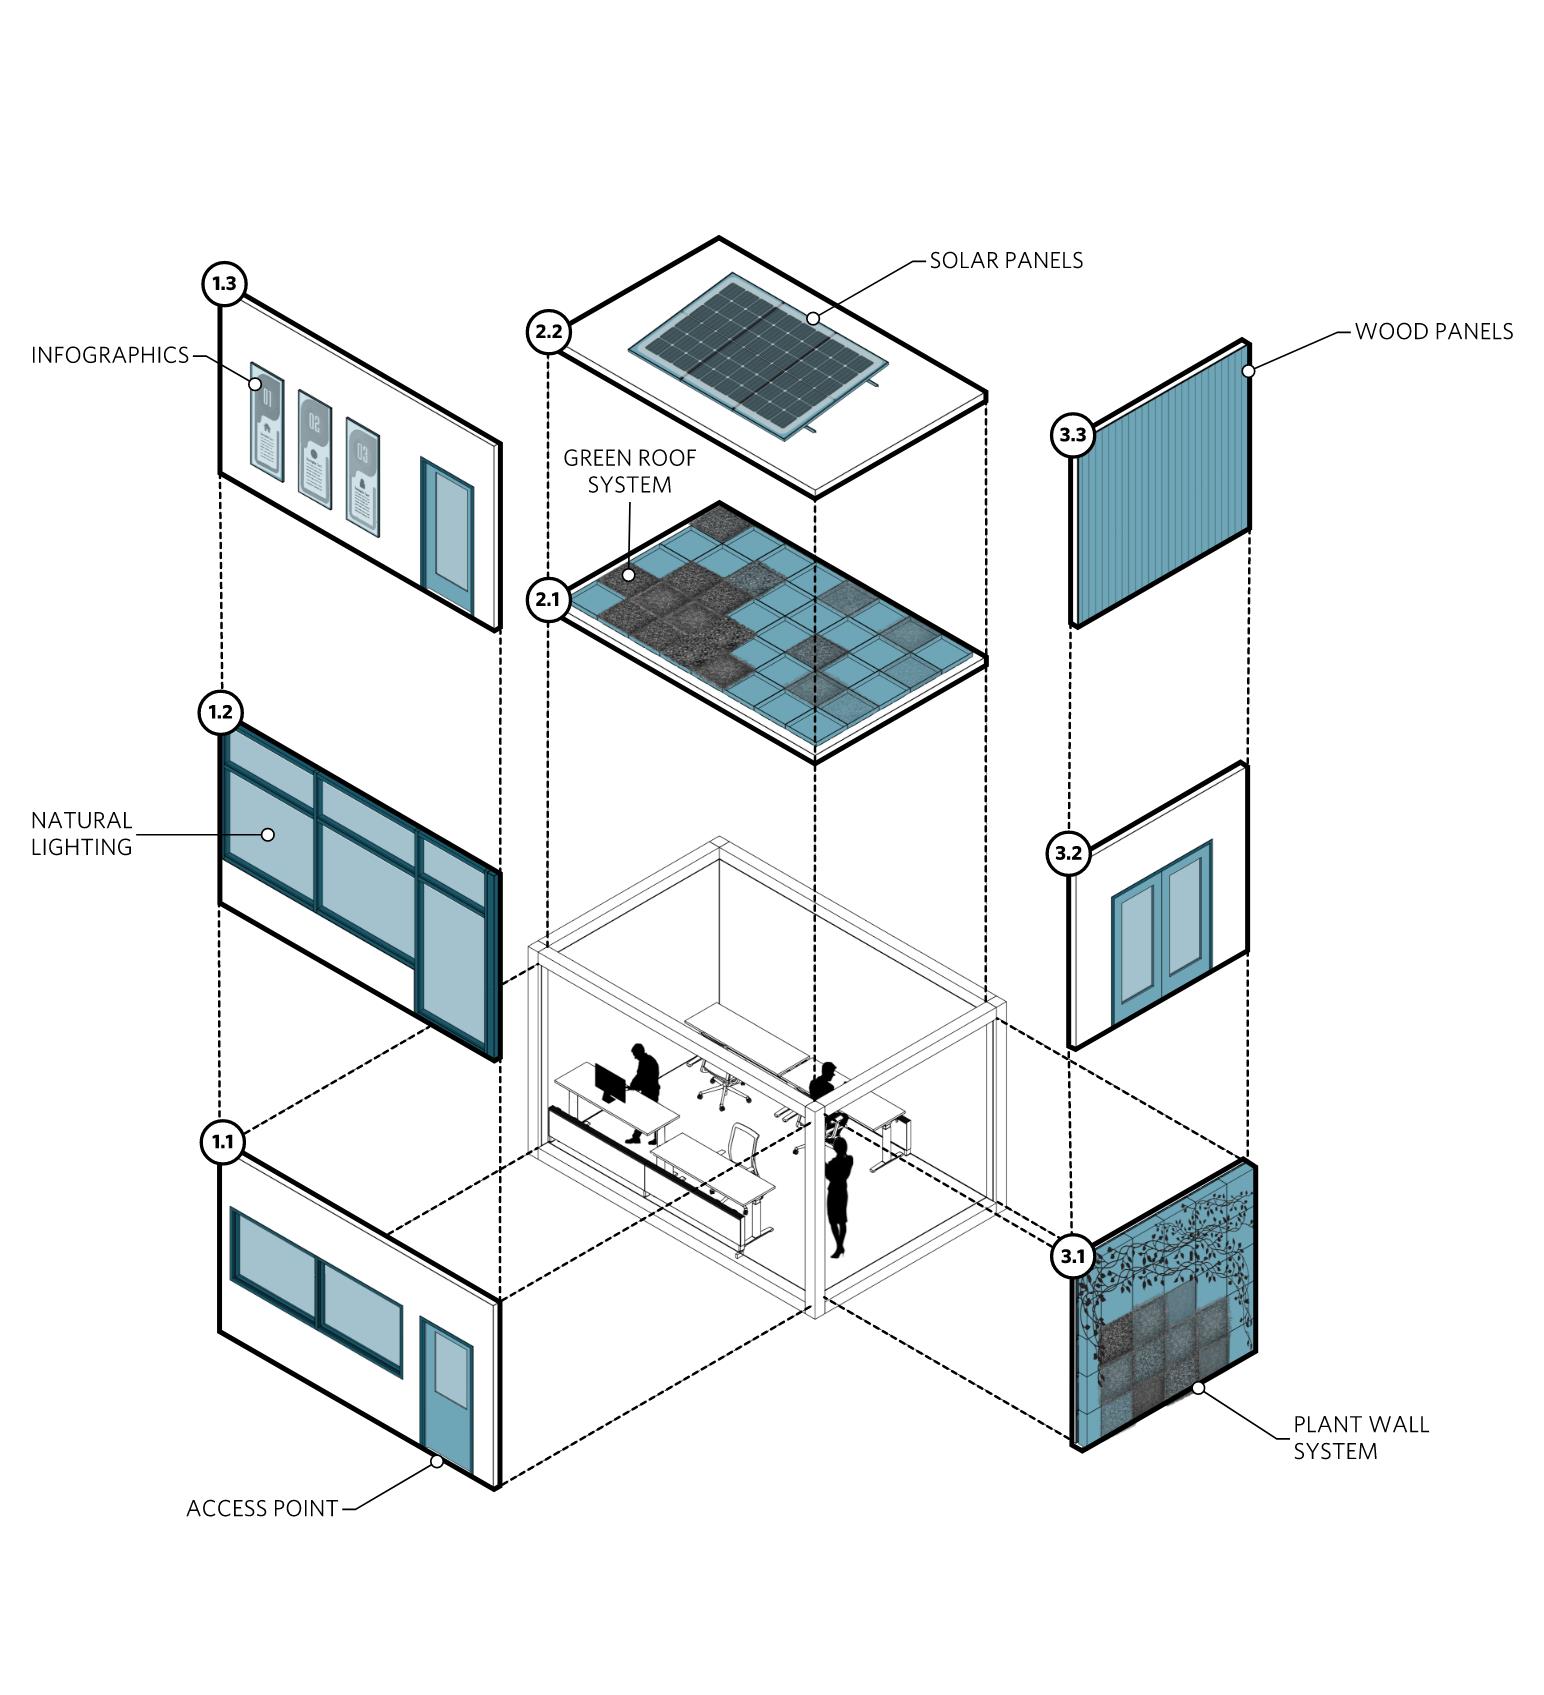 SOLAR PANELS
1.3
2.2
WOOD PANELS
INFOGRAPHICS
01
02
03
3.3
GREEN ROOF
SYSTEM
2.1
1.2
NATURAL
LIGHTING
3.2
1.1
3.1
PLANT WALL
SYSTEM
ACCESS POINT